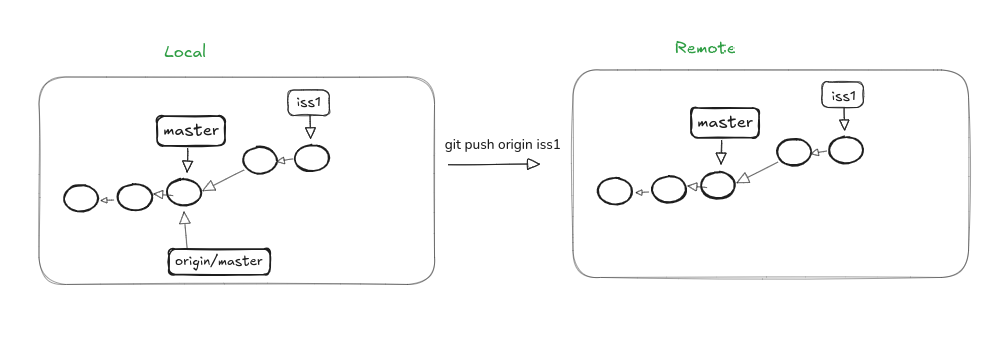 Local
Remote
iss1
master
origin/master
git push origin iss1
iss1
master